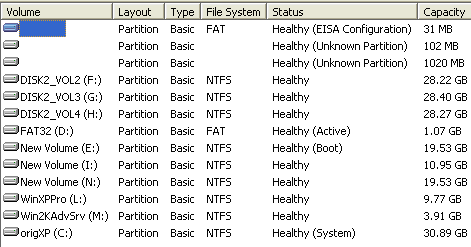 Volume Layout Type File System Status Capacity
Partition Basic FAT Healthy (EISA Configuration) 31 MB
Partition Basic Healthy (Unknown Partition) 102 MB
Partition Basic Healthy (Unknown Partition) 1020 MB
DISK2_VOL2 (F:) Partition Basic NTFS Healthy 28.22 GB
DISK2_VOL3 (G:) Partition Basic NTFS Healthy 28.40 GB
DISK2_VOL4 (H:) Partition Basic NTFS Healthy 28.27 GB
FAT32 (D:) Partition Basic FAT Healthy (Active) 1.07 GB
New Volume (E:) Partition Basic NTFS Healthy (Boot) 19.53 GB
New Volume (I:) Partition Basic NTFS Healthy 10.95 GB
New Volume (N:) Partition Basic NTFS Healthy 19.53 GB
WinXPPro (L:) Partition Basic NTFS Healthy 9.77 GB
Win2KAdvSrv (M:) Partition Basic NTFS Healthy 3.91 GB
origXP (C:) Partition Basic NTFS Healthy (System) 30.89 GB